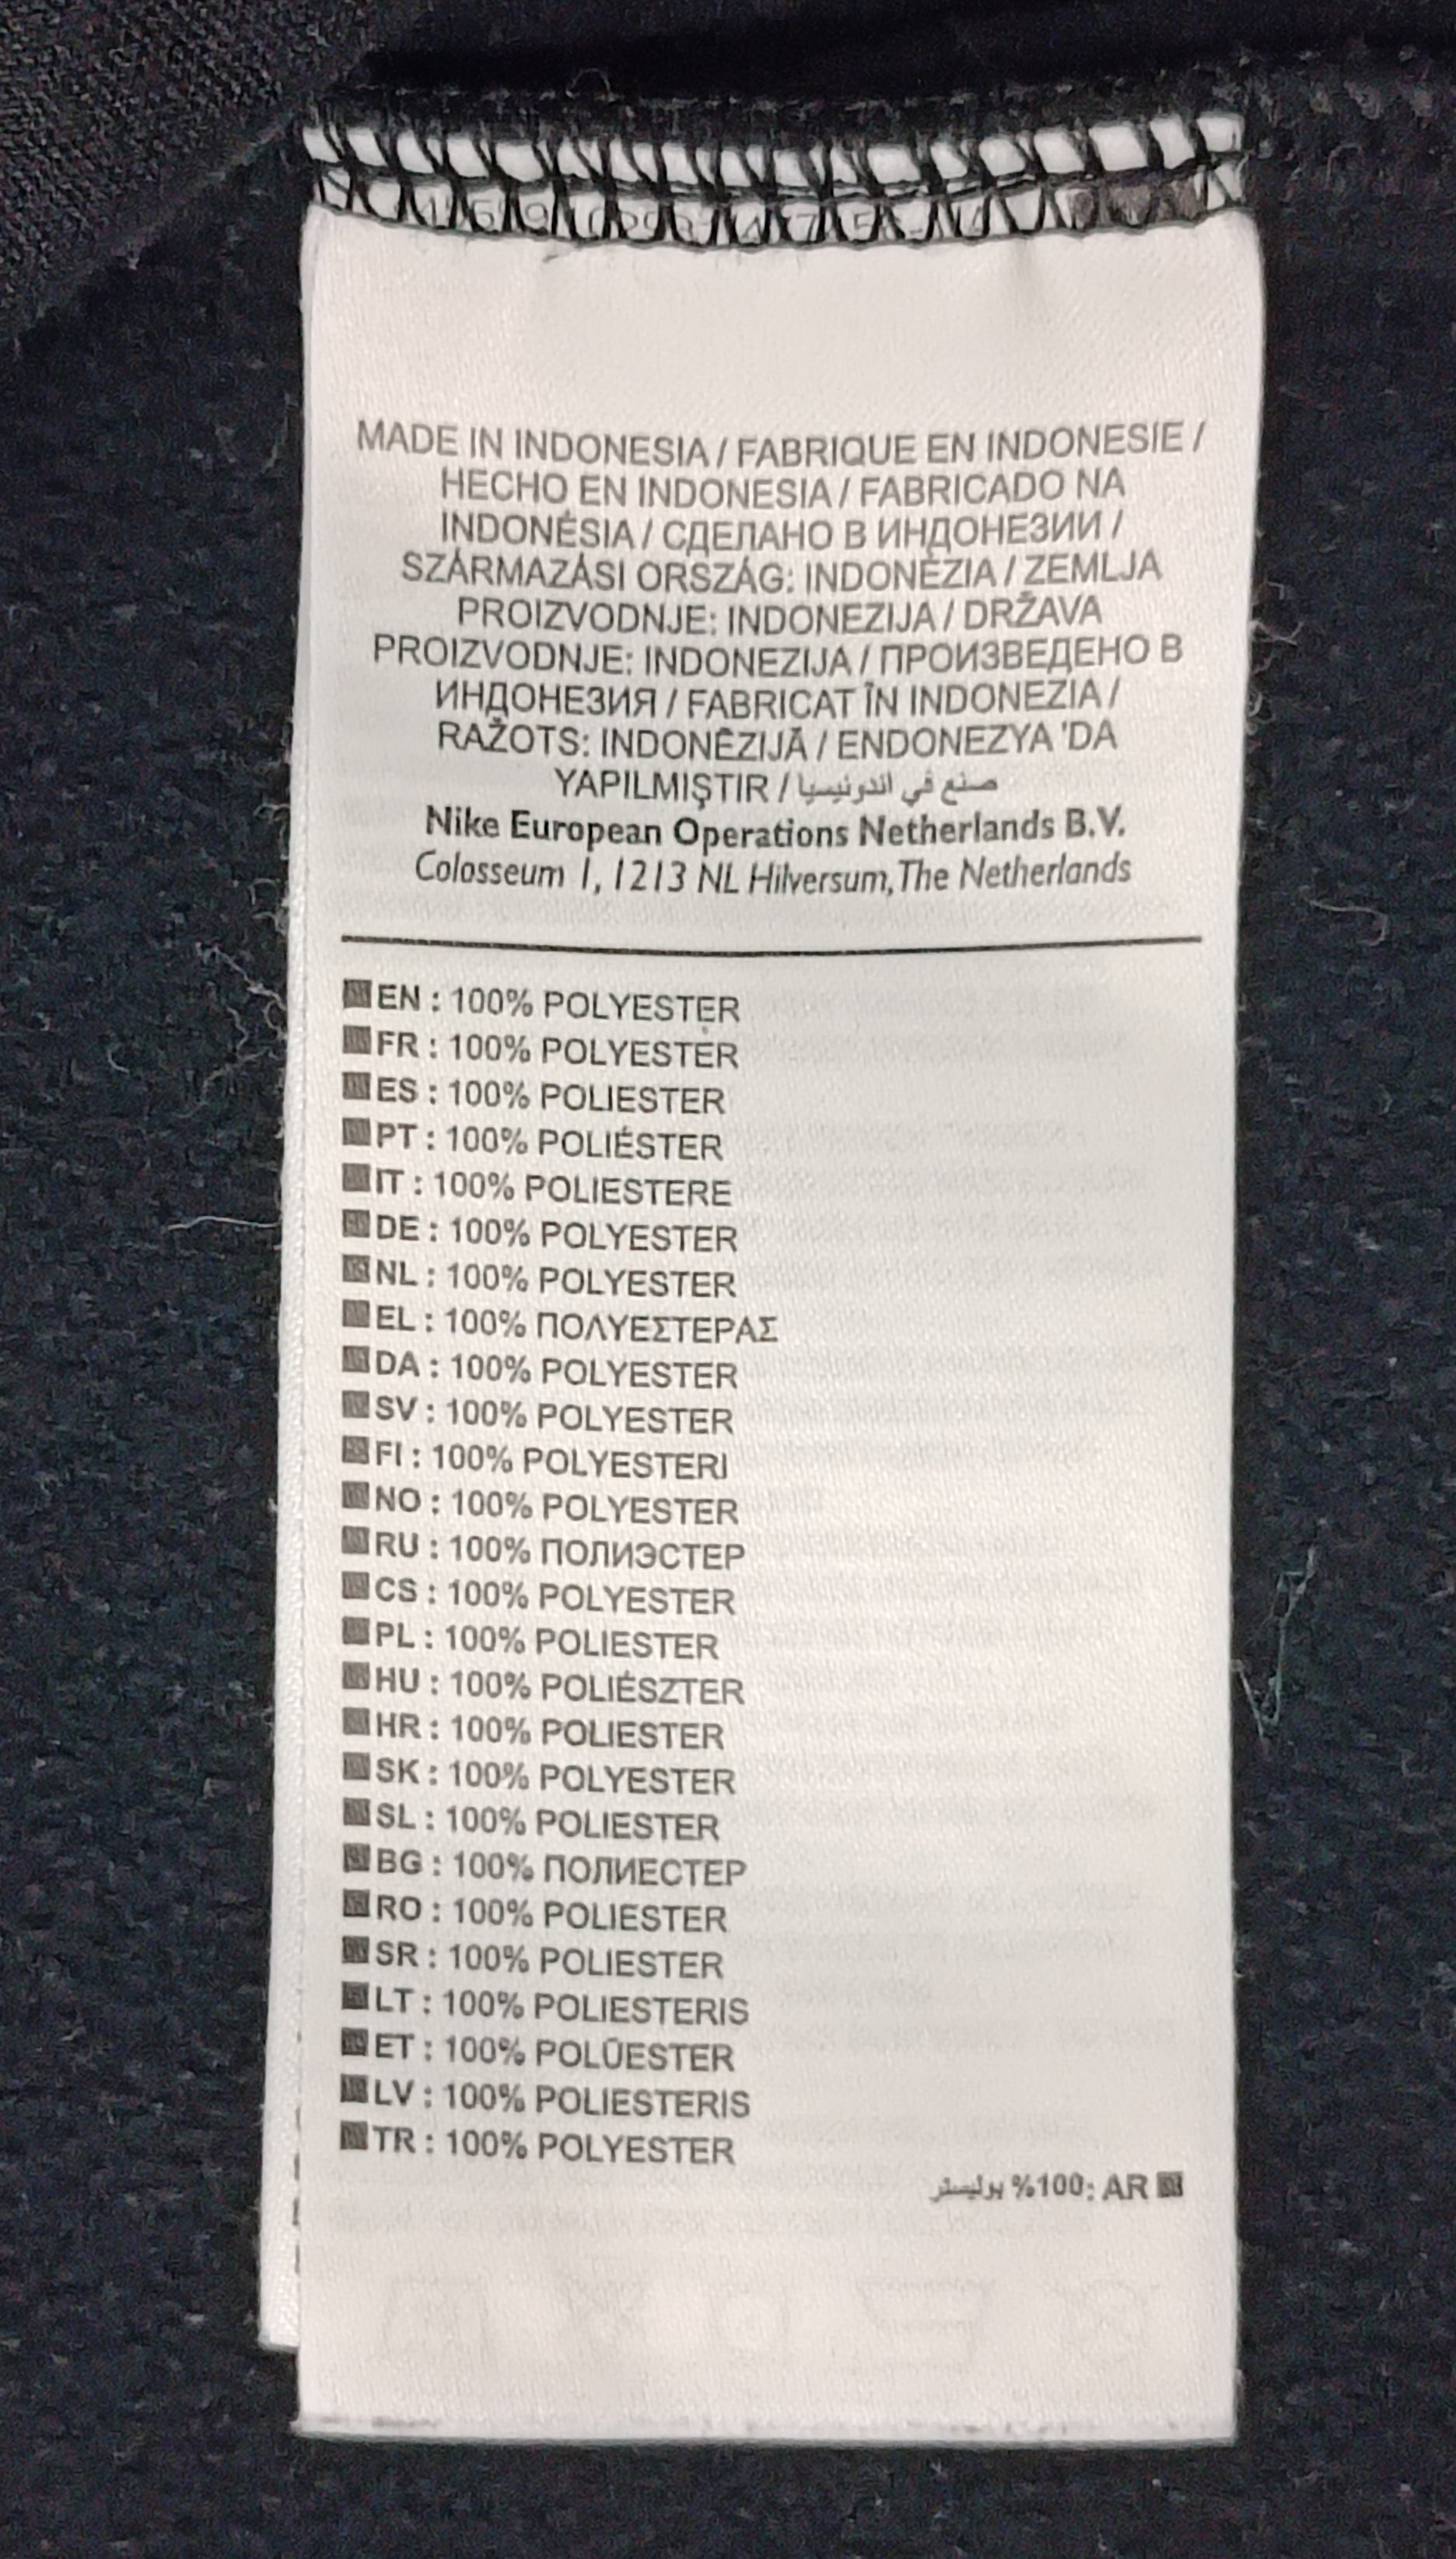 MADE IN INDONESIA / FABRIQUE EN INDONESIE /
HECHO EN INDONESIA / FABRICADO NA
INDONÉSIA / СДЕЛАНО В ИНДОНЕЗИИ /
SZÁRMAZÁSI ORSZÁG: INDONÉZIA / ZEMLJA
PROIZVODNJE: INDONEZIJA / DRŽAVA
PROIZVODNJE: INDONEZIJA / ПРОИЗВЕДЕНО В
ИНДОНЕЗИЯ / FABRICAT ÎN INDONEZIA /
RAŽOTS: INDONĒZIJĀ / ENDONEZYA 'DA
YAPILMIŞTIR / صنع في اندونيسيا
Nike European Operations Netherlands B.V.
Colosseum 1, 1213 NL Hilversum, The Netherlands
EN : 100% POLYESTER
FR : 100% POLYESTER
ES : 100% POLIESTER
PT : 100% POLIÉSTER
IT : 100% POLIESTERE
DE : 100% POLYESTER
NL : 100% POLYESTER
EL : 100% ΠΟΛΥΕΣΤΕΡΑΣ
DA : 100% POLYESTER
SV : 100% POLYESTER
FI : 100% POLYESTERI
NO : 100% POLYESTER
RU : 100% ПОЛИЭСТЕР
CS : 100% POLYESTER
PL : 100% POLIESTER
HU : 100% POLIÉSZTER
HR : 100% POLIESTER
SK : 100% POLYESTER
SL : 100% POLIESTER
BG : 100% ПОЛИЕСТЕР
RO : 100% POLIESTER
SR : 100% POLIESTER
LT : 100% POLIESTERIS
ET : 100% POLÜESTER
LV : 100% POLIESTERIS
TR : 100% POLYESTER
AR :100% بوليستر